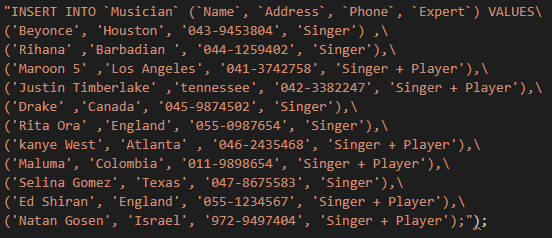 "INSERT INTO `Musician` (`Name`, `Address`, `Phone`, `Expert`) VALUES\
('Beyonce', 'Houston', '043-9453804', 'Singer') ,\
('Rihana' ,'Barbadian ', '044-1259402', 'Singer'),\
('Maroon 5' ,'Los Angeles', '041-3742758', 'Singer + Player'),\
('Justin Timberlake' ,'tennessee', '042-3382247', 'Singer + Player'),\
('Drake' ,'Canada', '045-9874502', 'Singer'),\
('Rita Ora' ,'England', '055-0987654', 'Singer'),\
('kanye West', 'Atlanta' , '046-2435468', 'Singer + Player'),\
('Maluma', 'Colombia', '011-9898654', 'Singer + Player'),\
('Selina Gomez', 'Texas', '047-8675583', 'Singer'),\
('Ed Shiran', 'England', '055-1234567', 'Singer + Player'),\
('Natan Gosen', 'Israel', '972-9497404', 'Singer + Player');");